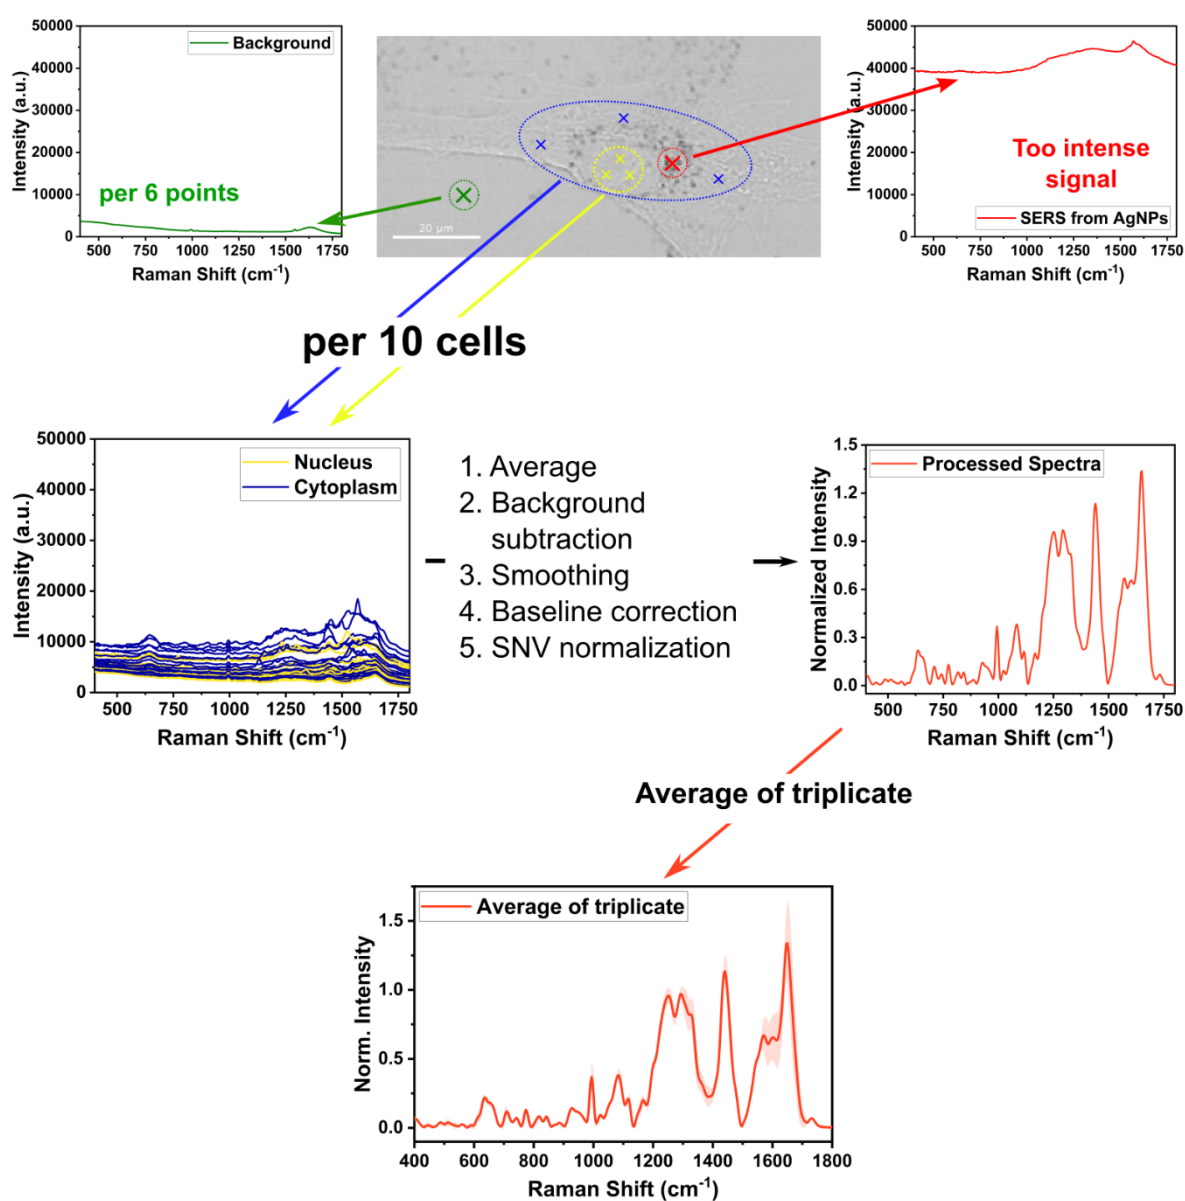 50000
40000
30000
20000
10000
0
Intensity (a.u.)
Background
per 6 points
500 750 1000 1250 1500 1750
Raman Shift (cm⁻¹)
20 µm
50000
40000
30000
20000
10000
0
Intensity (a.u.)
Too intense
signal
SERS from AgNPs
500 750 1000 1250 1500 1750
Raman Shift (cm⁻¹)
per 10 cells
50000
40000
30000
20000
10000
0
Intensity (a.u.)
Nucleus
Cytoplasm
500 750 1000 1250 1500 1750
Raman Shift (cm⁻¹)
1. Average
2. Background
subtraction
3. Smoothing
4. Baseline correction
5. SNV normalization
1.5
1.2
0.9
0.6
0.3
0.0
Normalized Intensity
Processed Spectra
500 750 1000 1250 1500 1750
Raman Shift (cm⁻¹)
Average of triplicate
1.5
1.0
0.5
0.0
Norm. Intensity
Average of triplicate
400 600 800 1000 1200 1400 1600 1800
Raman Shift (cm⁻¹)